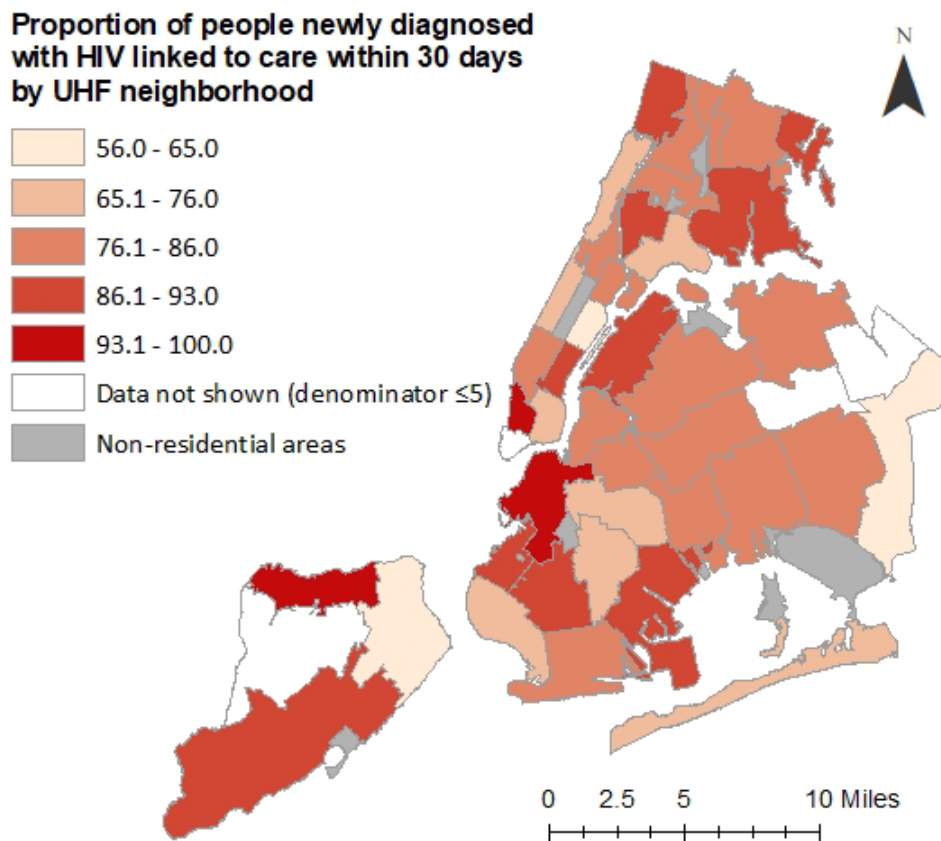 Proportion of people newly diagnosed
with HIV linked to care within 30 days
by UHF neighborhood
56.0 - 65.0
65.1 - 76.0
76.1 - 86.0
86.1 - 93.0
93.1 - 100.0
Data not shown (denominator ≤5)
Non-residential areas
N
0 2.5 5 10 Miles